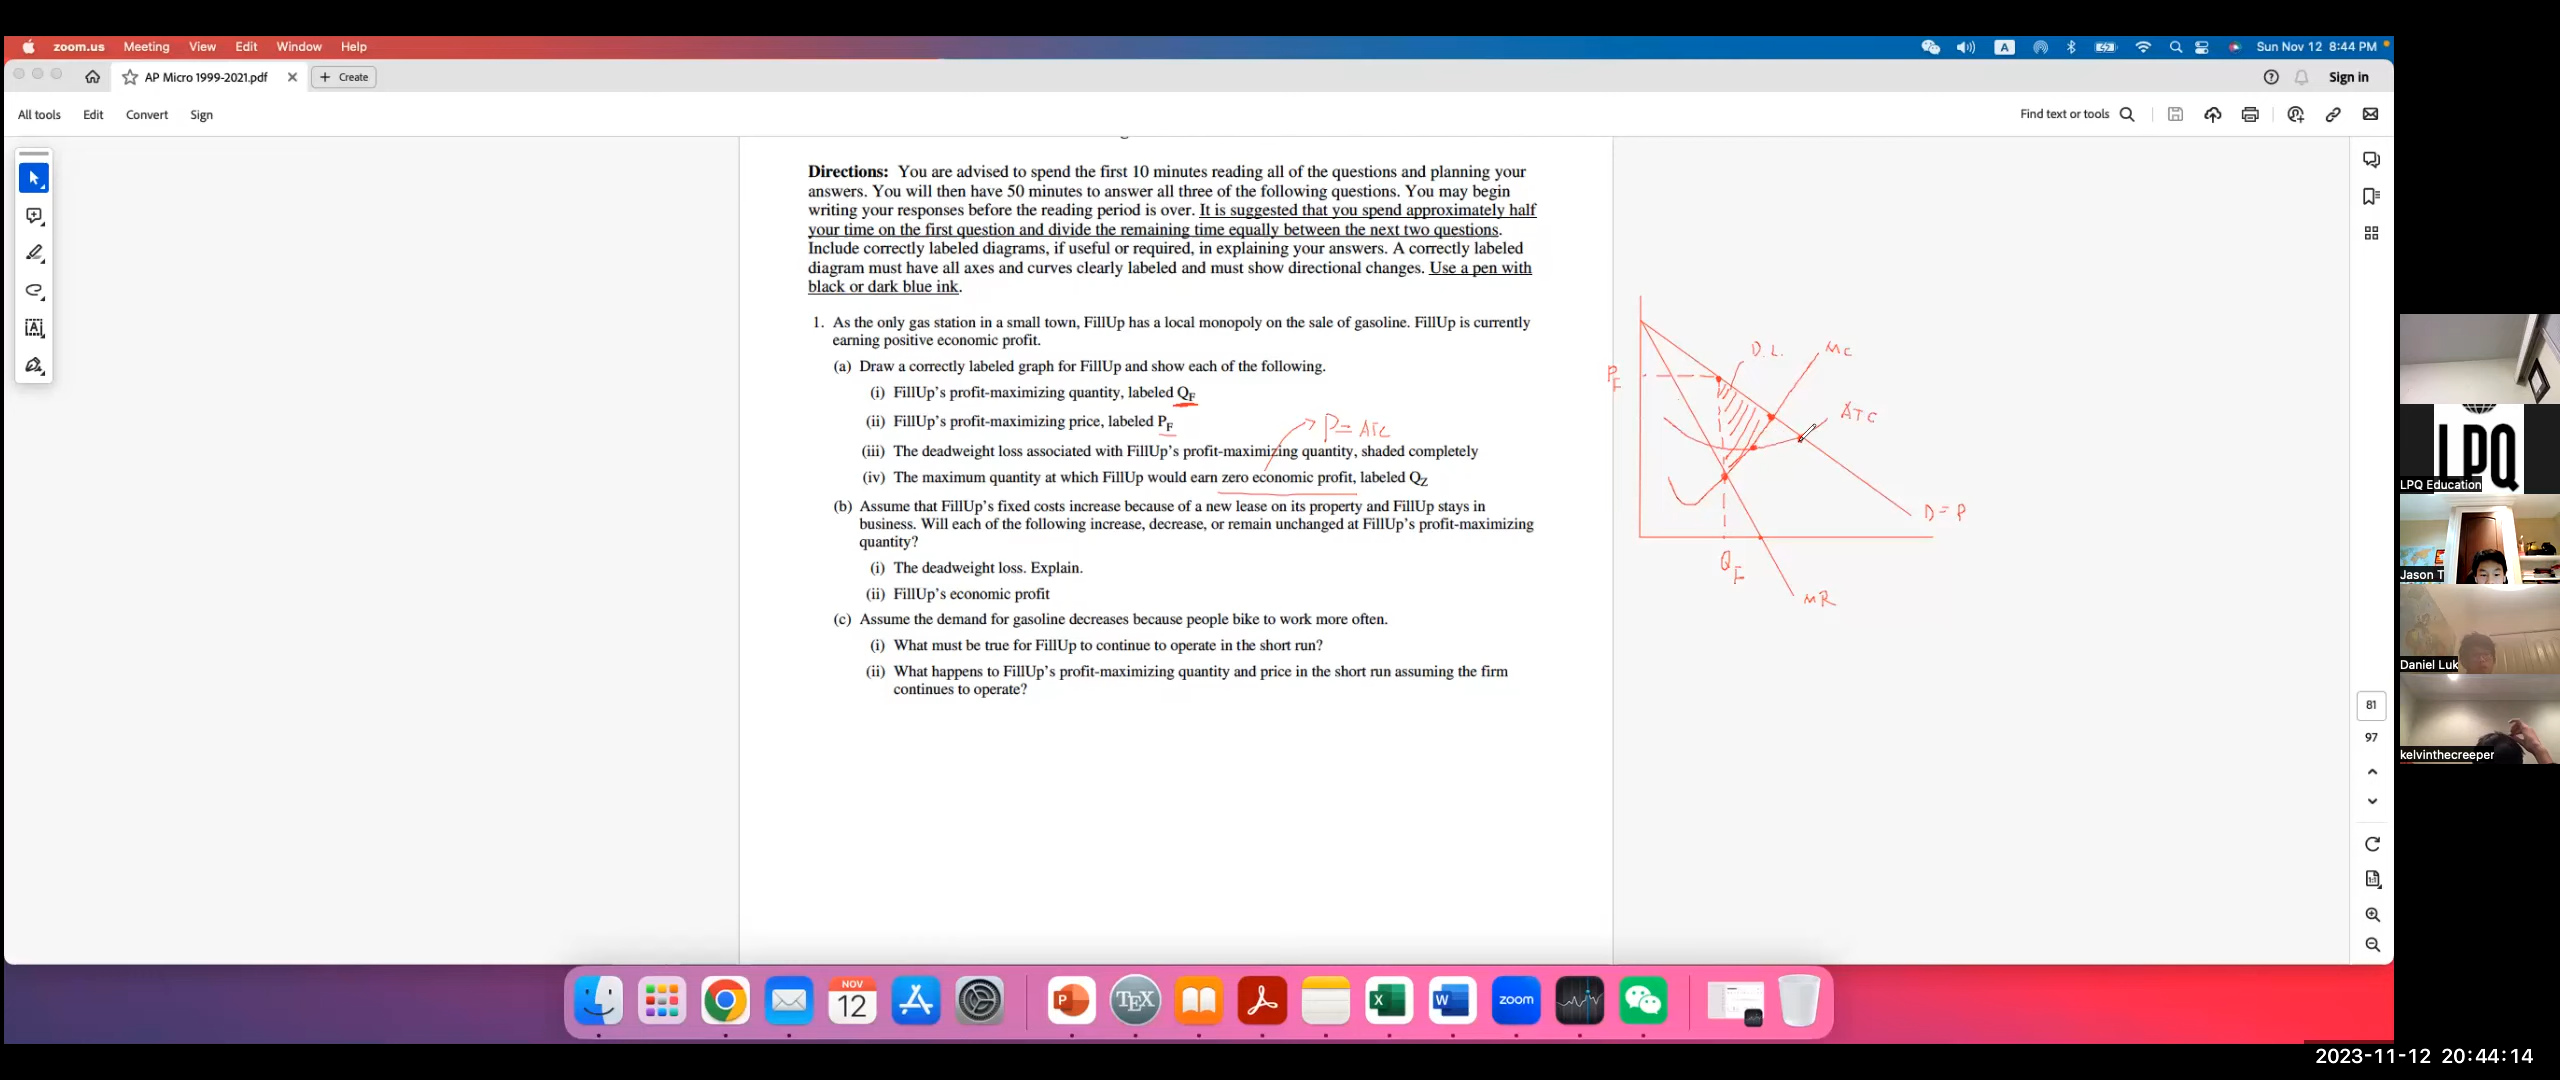 zoom.us Meeting View Edit Window Help
A
Sun Nov 12 8:44 PM
AP Micro 1999-2021.pdf
+ Create
Sign in
All tools Edit Convert Sign
Find text or tools
Directions: You are advised to spend the first 10 minutes reading all of the questions and planning your
answers. You will then have 50 minutes to answer all three of the following questions. You may begin
writing your responses before the reading period is over. It is suggested that you spend approximately half
your time on the first question and divide the remaining time equally between the next two questions.
Include correctly labeled diagrams, if useful or required, in explaining your answers. A correctly labeled
diagram must have all axes and curves clearly labeled and must show directional changes. Use a pen with
black or dark blue ink.
1. As the only gas station in a small town, FillUp has a local monopoly on the sale of gasoline. FillUp is currently
earning positive economic profit.
(a) Draw a correctly labeled graph for FillUp and show each of the following.
(i) FillUp's profit-maximizing quantity, labeled QF
(ii) FillUp's profit-maximizing price, labeled PF
P = ATC
(iii) The deadweight loss associated with FillUp's profit-maximizing quantity, shaded completely
(iv) The maximum quantity at which FillUp would earn zero economic profit, labeled QZ
(b) Assume that FillUp's fixed costs increase because of a new lease on its property and FillUp stays in
business. Will each of the following increase, decrease, or remain unchanged at FillUp's profit-maximizing
quantity?
(i) The deadweight loss. Explain.
(ii) FillUp's economic profit
(c) Assume the demand for gasoline decreases because people bike to work more often.
(i) What must be true for FillUp to continue to operate in the short run?
(ii) What happens to FillUp's profit-maximizing quantity and price in the short run assuming the firm
continues to operate?
D.L.
MC
PF
ATC
D = P
QF
MR
81
97
LPQ
LPQ Education
Jason T
Daniel Luk
kelvinthecreeper
NOV
12
P
TEX
X
W
zoom
2023-11-12 20:44:14